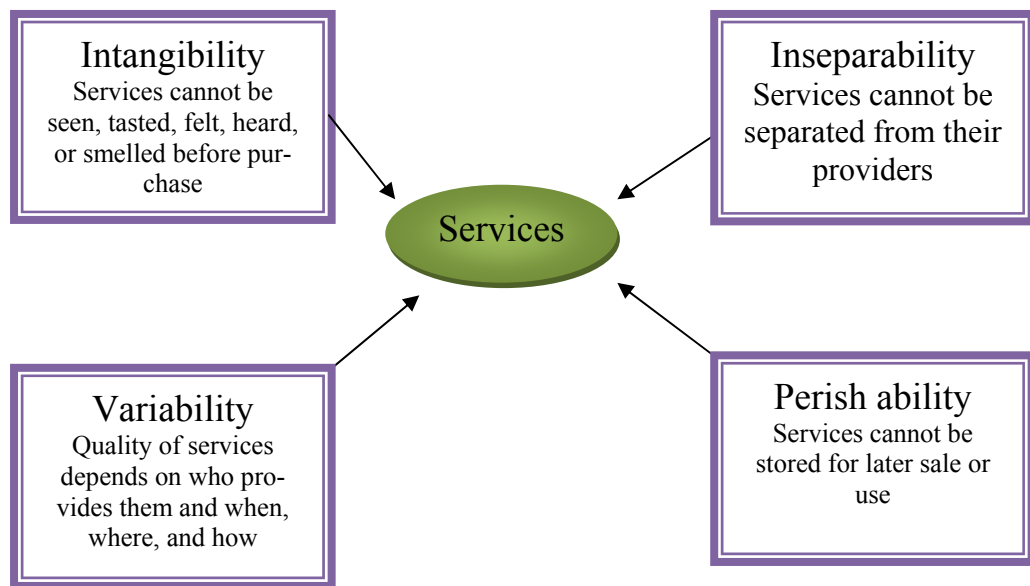 Intangibility
Services cannot be
seen, tasted, felt, heard,
or smelled before pur-
chase
Inseparability
Services cannot be
separated from their
providers
Services
Variability
Quality of services
depends on who pro-
vides them and when,
where, and how
Perish ability
Services cannot be
stored for later sale or
use